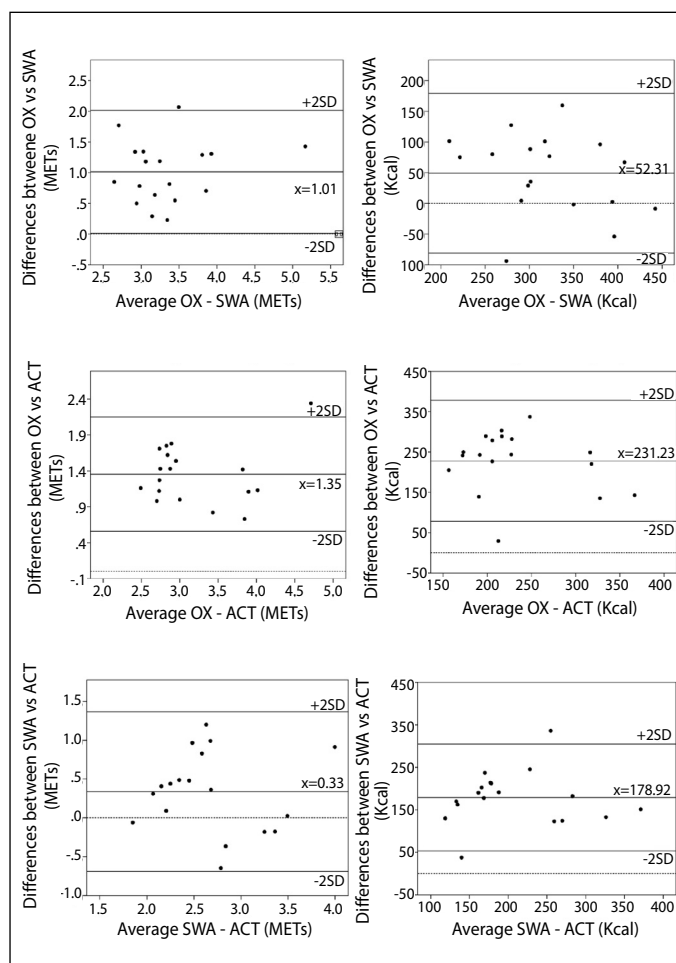 Differences btweene OX vs SWA
(METs)
2.5
2.0
1.5
1.0
0.5
.0
+2SD
x=1.01
-2SD
2.5 3.0 3.5 4.0 4.5 5.0 5.5
Average OX - SWA (METs)
Differences between OX vs SWA
(Kcal)
200
150
100
50
0
50
100
+2SD
x=52.31
-2SD
200 250 300 350 400 450
Average OX - SWA (Kcal)
Differences between OX vs ACT
(METs)
2.4
1.9
1.4
.9
.4
-.1
+2SD
x=1.35
-2SD
2.0 2.5 3.0 3.5 4.0 4.5 5.0
Average OX - ACT (METs)
Differences between OX vs ACT
(Kcal)
450
350
250
150
50
-50
+2SD
x=231.23
-2SD
150 200 250 300 350 400
Average OX - ACT (Kcal)
Differences between SWA vs ACT
(METs)
1.5
1.0
.5
.0
-.5
-1.0
+2SD
x=0.33
-2SD
1.5 2.0 2.5 3.0 3.5 4.0
Average SWA - ACT (METs)
Differences between SWA vs ACT
(Kcal)
450
350
250
150
50
-50
+2SD
x=178.92
-2SD
100 150 200 250 300 350 400
Average SWA - ACT (Kcal)